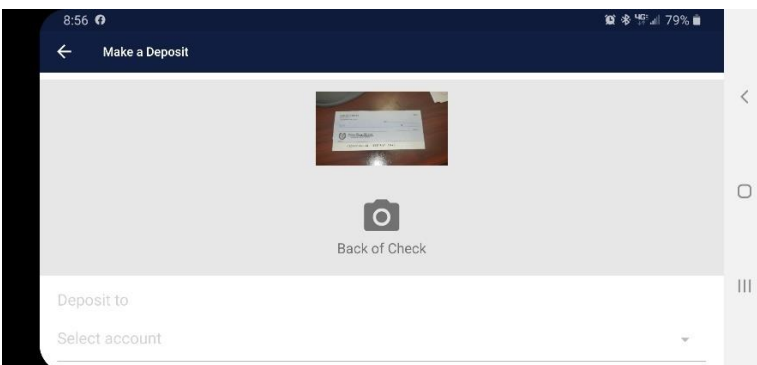 8:56
79%
Make a Deposit
Back of Check
Deposit to
Select account